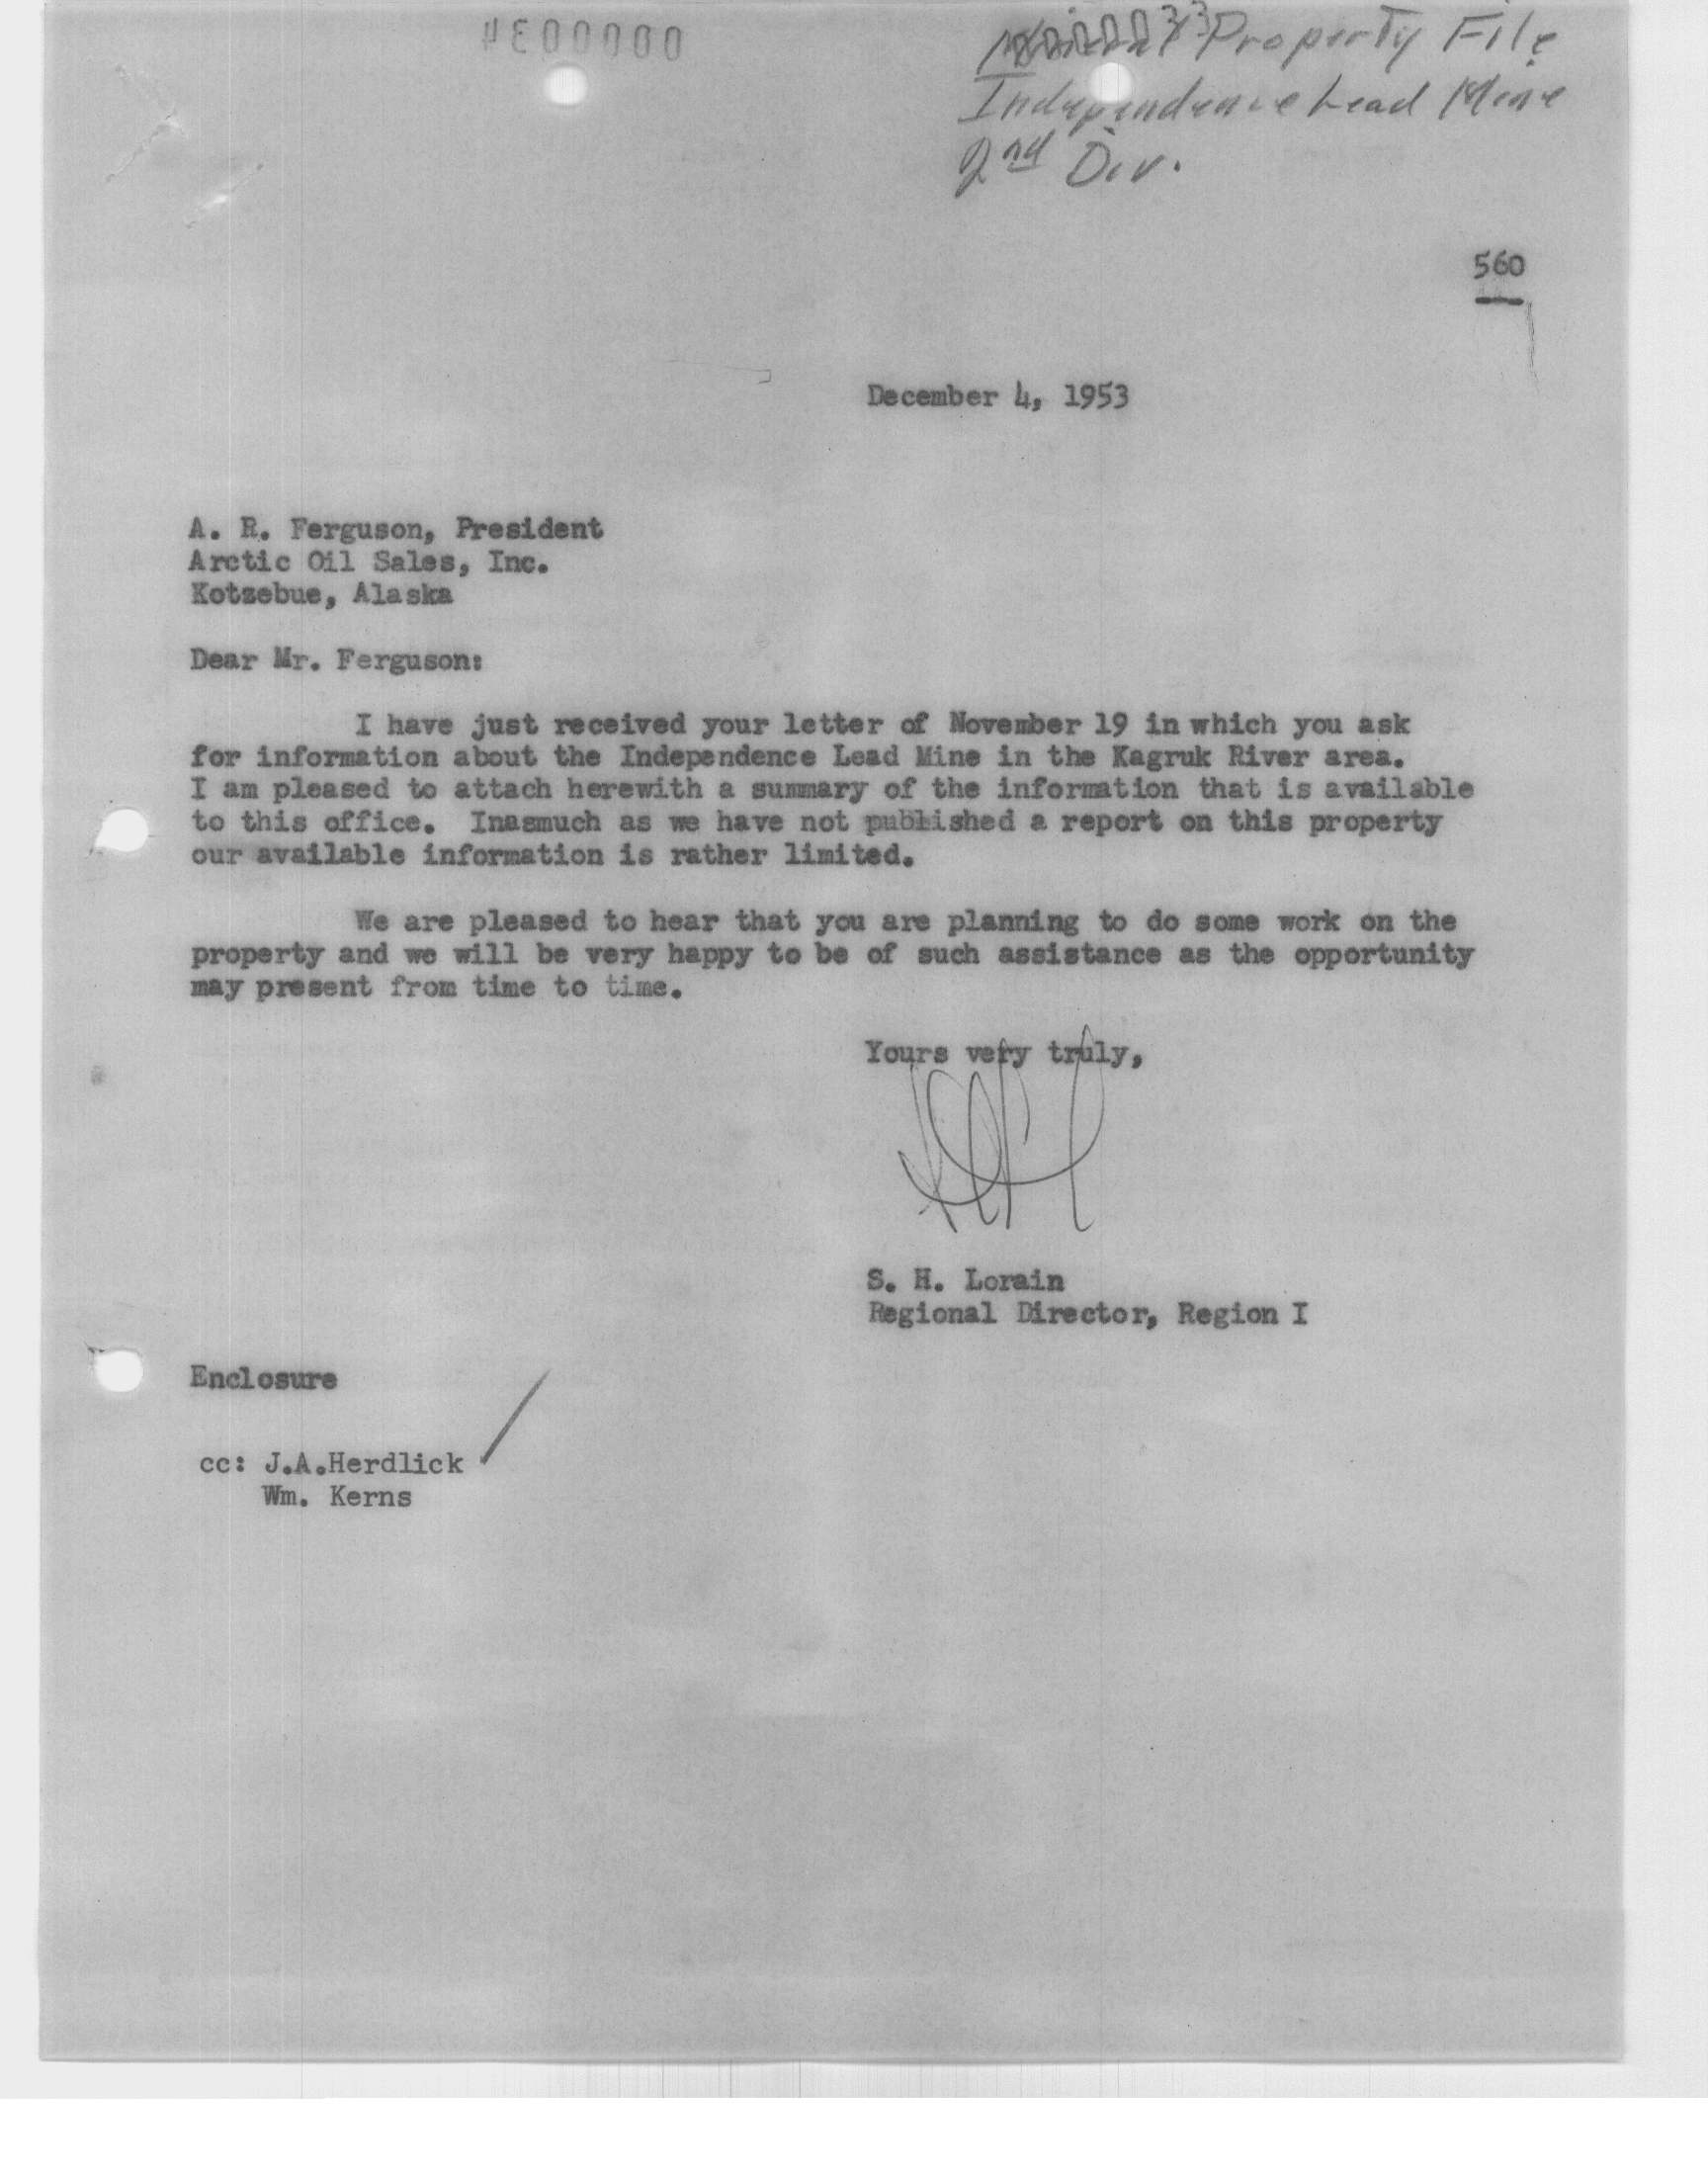 Property File
Independence Lead Mine
2nd Div.
560
December 4, 1953
A. R. Ferguson, President
Arctic Oil Sales, Inc.
Kotzebue, Alaska
Dear Mr. Ferguson:
I have just received your letter of November 19 in which you ask
for information about the Independence Lead Mine in the Kagruk River area.
I am pleased to attach herewith a summary of the information that is available
to this office. Inasmuch as we have not published a report on this property
our available information is rather limited.
We are pleased to hear that you are planning to do some work on the
property and we will be very happy to be of such assistance as the opportunity
may present from time to time.
Yours very truly,
S. H. Lorain
Regional Director, Region I
Enclosure
cc: J.A.Herdlick
Wm. Kerns